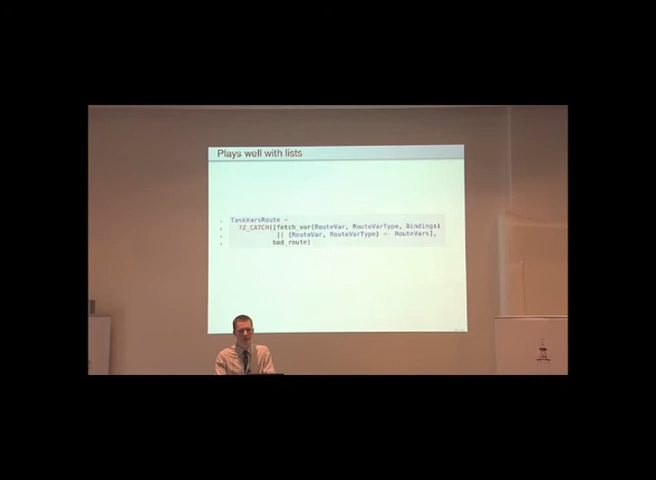 Plays well with lists
TaskVarsRoute =
?Z_CATCH([fetch_var(RouteVar, RouteVarType, Bindings)
|| {RouteVar, RouteVarType} <- RouteVars],
bad_route)